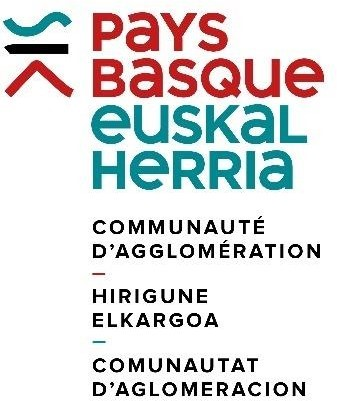 PAYS
BASQUE
EUSKAL
HERRIA
COMMUNAUTÉ
D'AGGLOMÉRATION
HIRIGUNE
ELKARGOA
COMUNAUTAT
D'AGLOMERACION